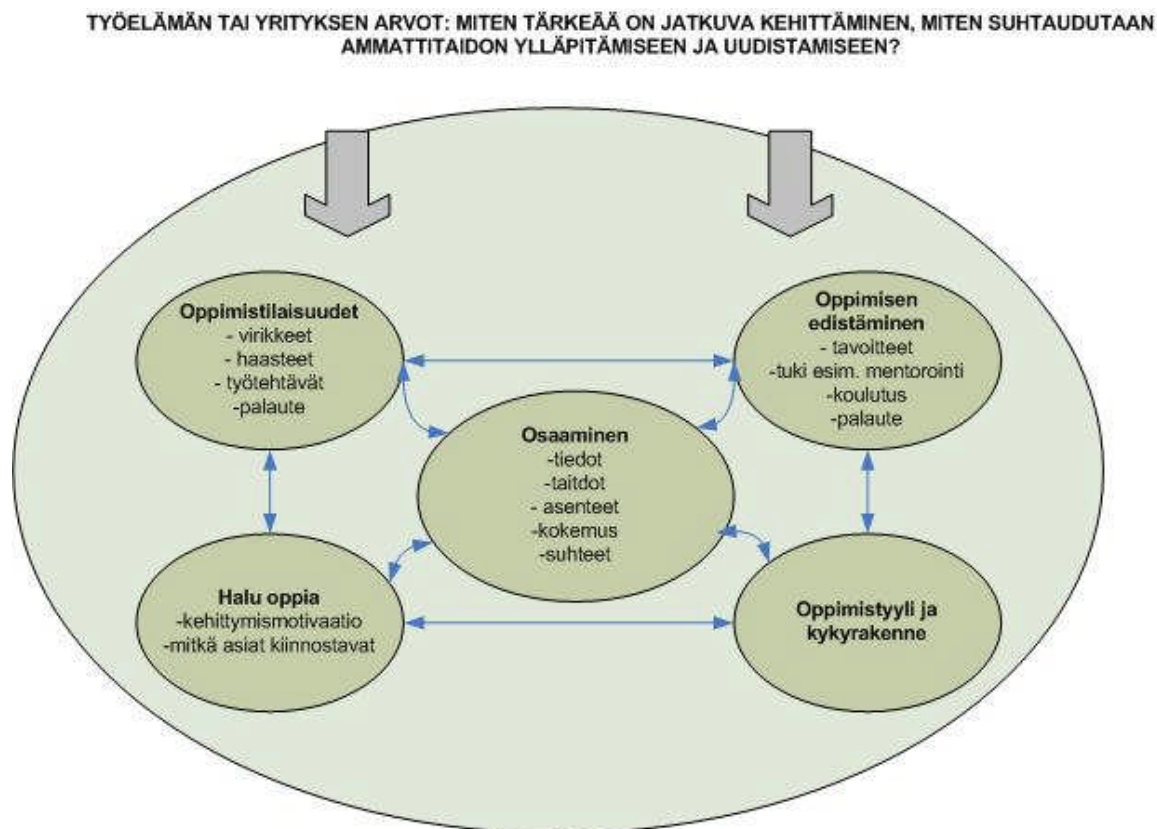 TYÖELÄMÄN TAI YRITYKSEN ARVOT: MITEN TÄRKEÄÄ ON JATKUVA KEHITTÄMINEN, MITEN SUHTAUDUTAAN
AMMATTITAIDON YLLÄPITÄMISEEN JA UUDISTAMISEEN?
Oppimistilaisuudet
- virikkeet
- haasteet
- työtehtävät
-palaute
Oppimisen
edistäminen
- tavoitteet
-tuki esim. mentorointi
-koulutus
- palaute
Osaaminen
-tiedot
-taitdot
- asenteet
-kokemus
-suhteet
Halu oppia
-kehittymismotivaatio
-mitkä asiat kiinnostavat
Oppimistyyli ja
kykyrakenne